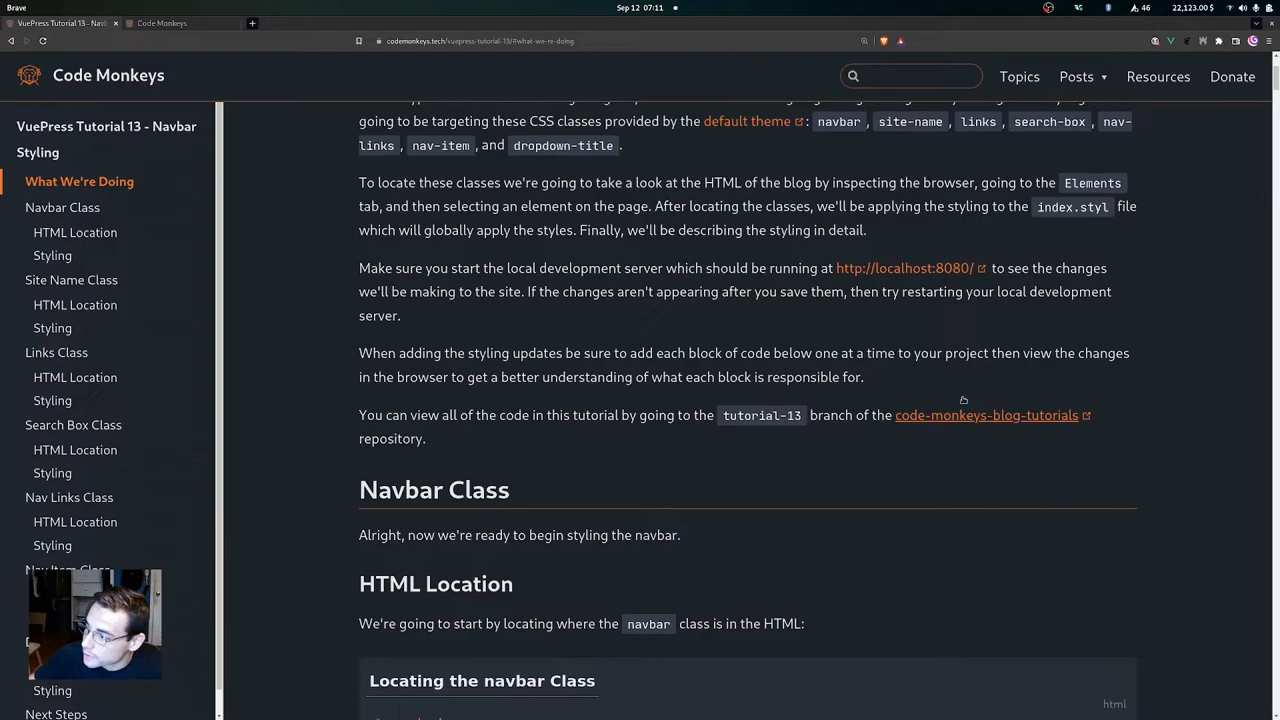 Brave
Sep 12 07:11
46
22,123.00 $
VuePress Tutorial 13 - Navb
Code Monkeys
codemonkeys.tech/vuepress-tutorial-13/#what-we-re-doing
Code Monkeys
Topics
Posts
Resources
Donate
VuePress Tutorial 13 - Navbar
Styling
What We're Doing
Navbar Class
HTML Location
Styling
Site Name Class
HTML Location
Styling
Links Class
HTML Location
Styling
Search Box Class
HTML Location
Styling
Nav Links Class
HTML Location
Styling
Nav Item Class
Styling
Next Steps
going to be targeting these CSS classes provided by the default theme : navbar , site-name , links , search-box , nav-
links , nav-item , and dropdown-title .
To locate these classes we're going to take a look at the HTML of the blog by inspecting the browser, going to the Elements
tab, and then selecting an element on the page. After locating the classes, we'll be applying the styling to the index.styl file
which will globally apply the styles. Finally, we'll be describing the styling in detail.
Make sure you start the local development server which should be running at http://localhost:8080/ to see the changes
we'll be making to the site. If the changes aren't appearing after you save them, then try restarting your local development
server.
When adding the styling updates be sure to add each block of code below one at a time to your project then view the changes
in the browser to get a better understanding of what each block is responsible for.
You can view all of the code in this tutorial by going to the tutorial-13 branch of the code-monkeys-blog-tutorials
repository.
Navbar Class
Alright, now we're ready to begin styling the navbar.
HTML Location
We're going to start by locating where the navbar class is in the HTML:
Locating the navbar Class
html